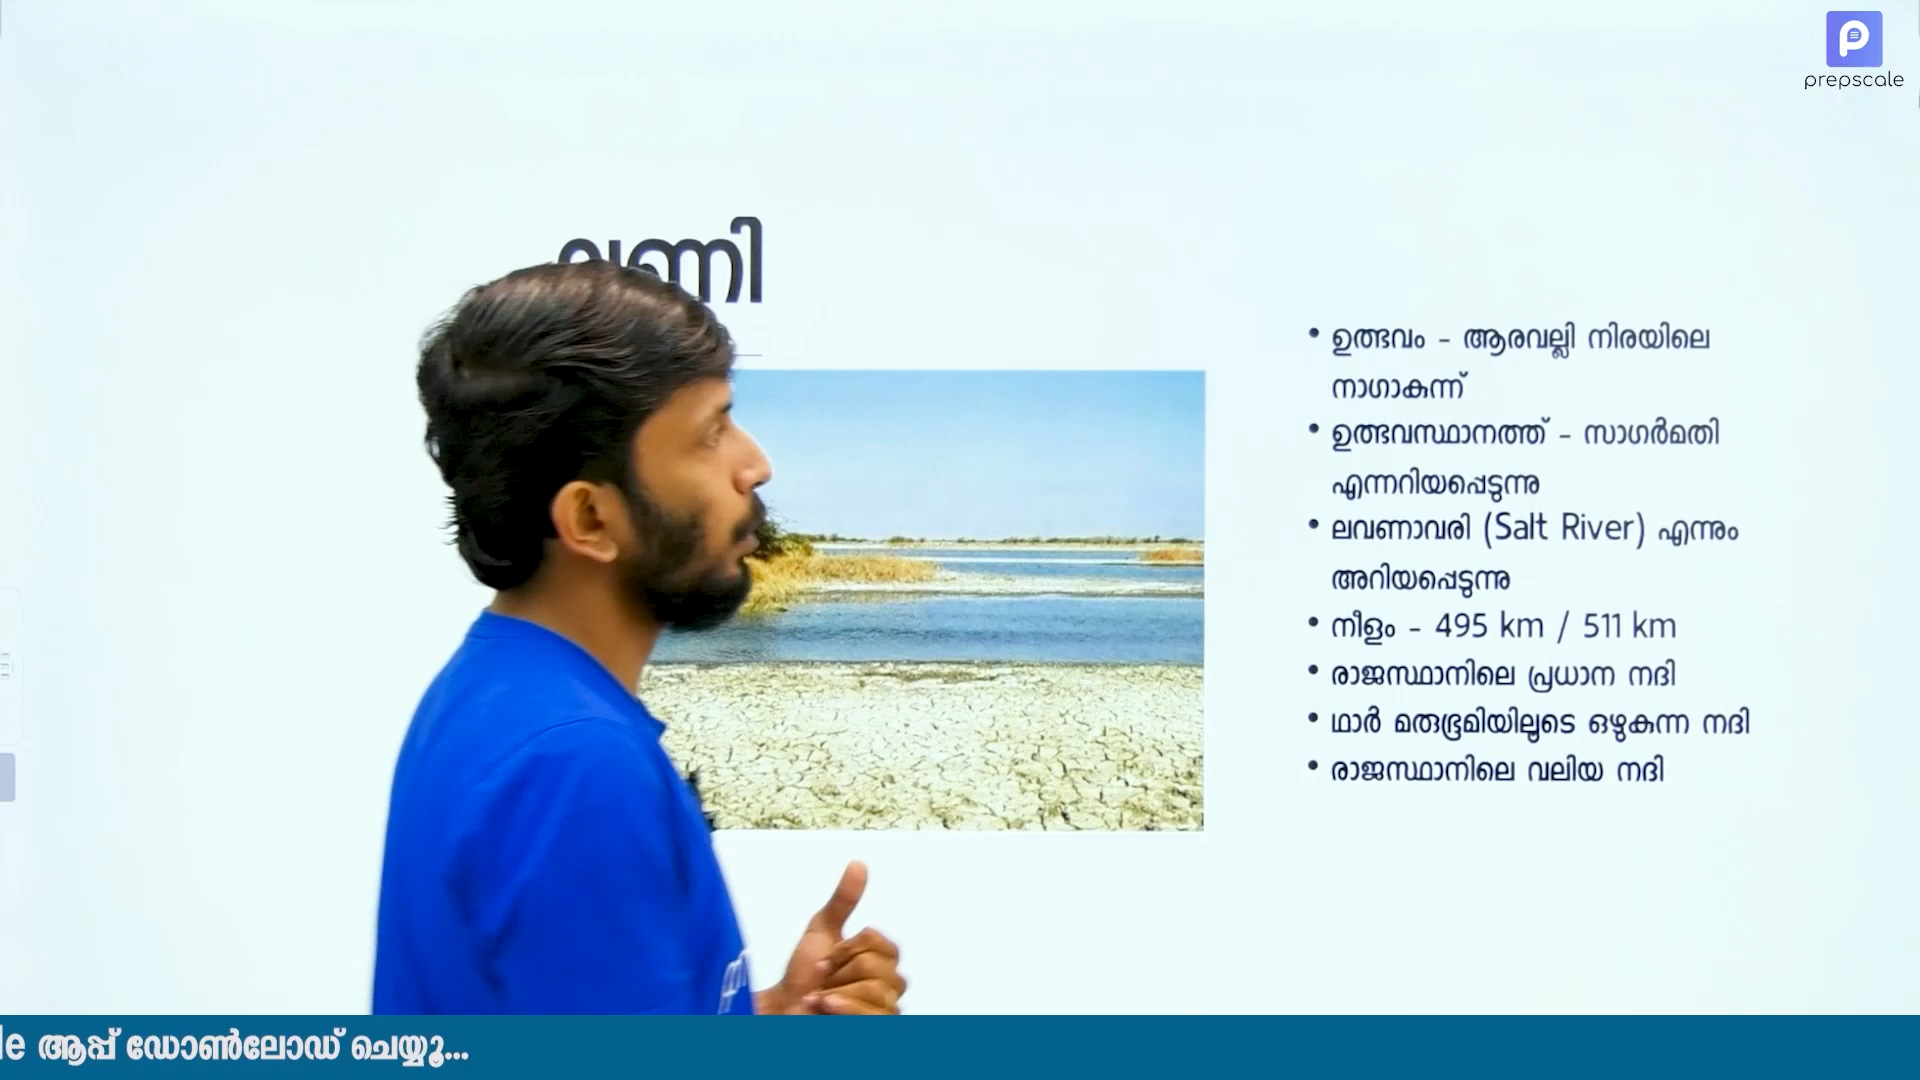 prepscale
ഉത്ഭവം - ആരവല്ലി നിരയിലെ
നാഗാകുന്ന്
ഉത്ഭവസ്ഥാനത്ത് - സാഗർമതി
എന്നറിയപ്പെടുന്നു
ലവണാവരി (Salt River) എന്നും
അറിയപ്പെട്ടുന്നു
നീളം - 495 km / 511 km
രാജസ്ഥാനിലെ പ്രധാന നദി
ഥാർ മരുഭൂമിയിലൂടെ ഒഴുകുന്ന നദി
രാജസ്ഥാനിലെ വലിയ നദി
ആപ്പ് ഡോൺലോഡ് ചെയ്യൂ...